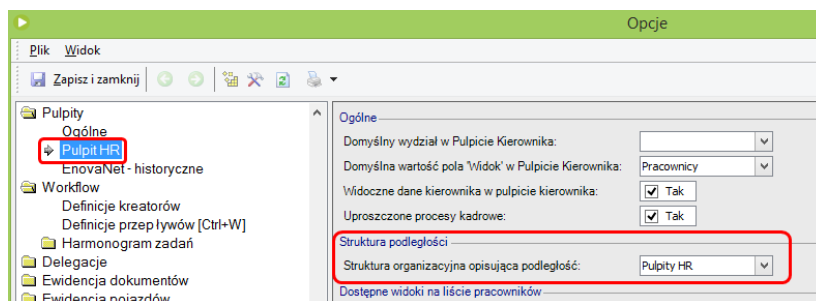 Opcje
Plik Widok
Zapisz i zamknij
Pulpity
Ogólne
Pulpit HR
EnovaNet - historyczne
Workflow
Definicje kreatorów
Definicje przepływów [Ctrl+W]
Harmonogram zadań
Delegacje
Ewidencja dokumentów
Ewidencja pojazdów
Ogólne
Domyślny wydział w Pulpicie Kierownika:
Domyślna wartość pola 'Widok' w Pulpicie Kierownika: Pracownicy
Widoczne dane kierownika w pulpicie kierownika: Tak
Uproszczone procesy kadrowe: Tak
Struktura podległości
Struktura organizacyjna opisująca podległość: Pulpity HR
Dostępne widoki na liście pracowników